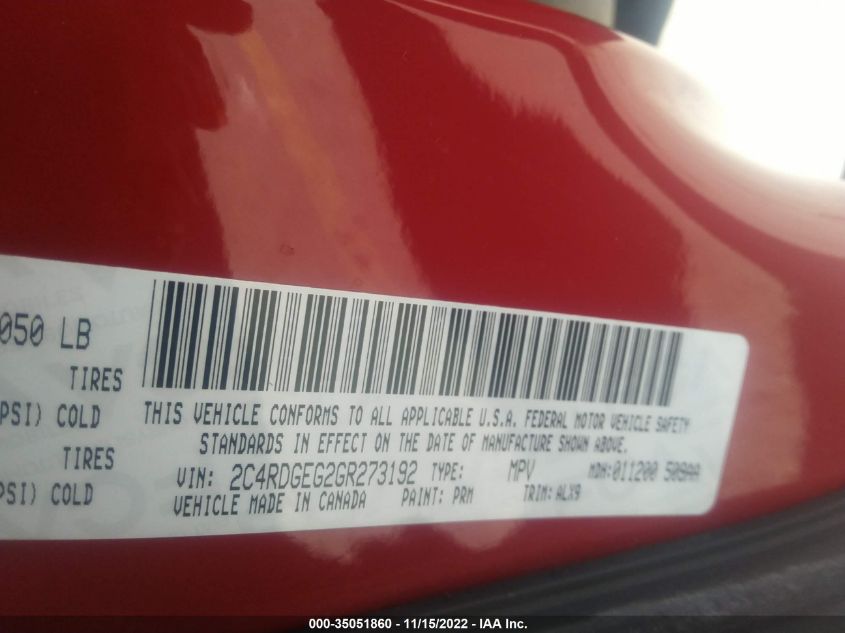 050 LB
TIRES
PSI) COLD
TIRES
PSI) COLD
THIS VEHICLE CONFORMS TO ALL APPLICABLE U.S.A. FEDERAL MOTOR VEHICLE SAFETY
STANDARDS IN EFFECT ON THE DATE OF MANUFACTURE SHOWN ABOVE.
VIN: 2C4RDGEG2GR273192 TYPE: MPV MDH: 011200 509AA
VEHICLE MADE IN CANADA PAINT: PRM TRIM: ALX9
000-35051860 - 11/15/2022 - IAA Inc.